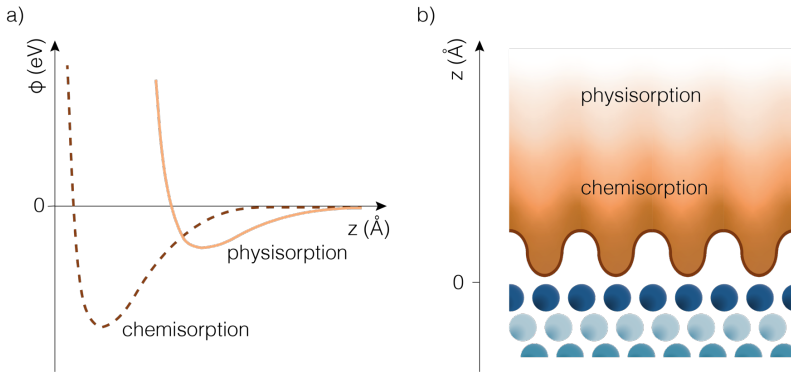 a)
ϕ (eV)
0
z (Å)
physisorption
chemisorption
b)
z (Å)
physisorption
chemisorption
0